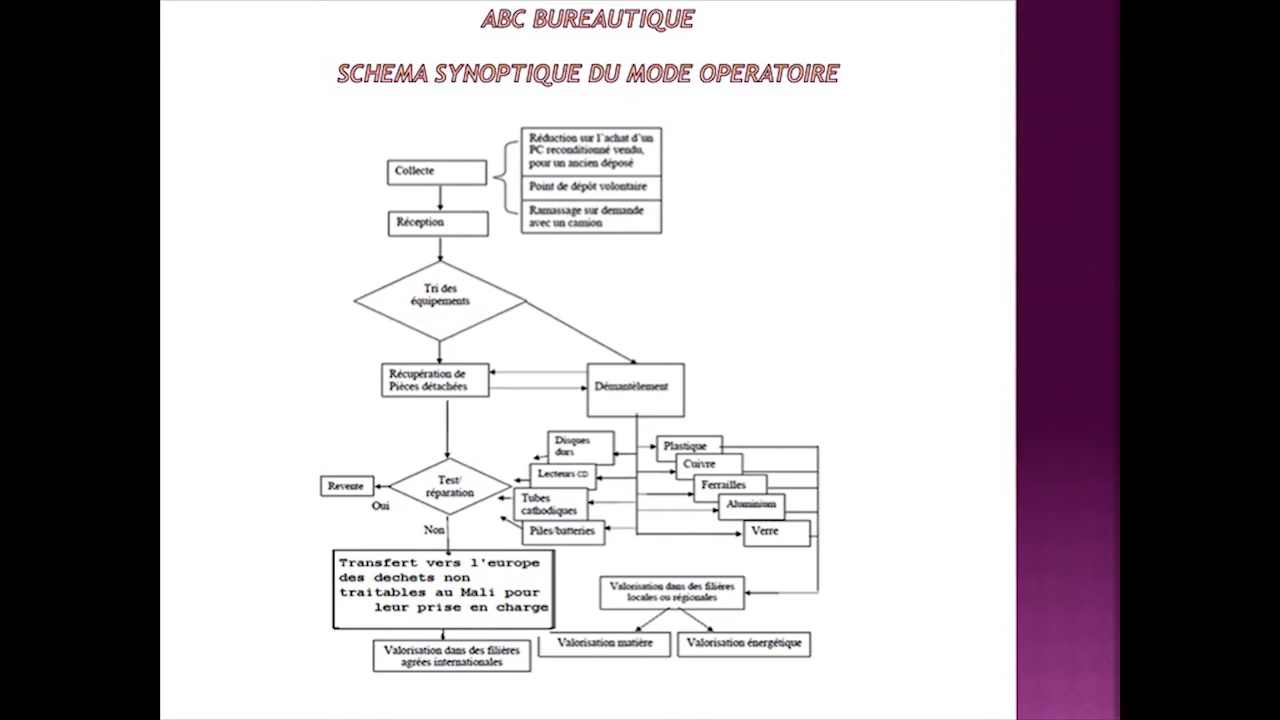 ABC BUREAUTIQUE
SCHEMA SYNOPTIQUE DU MODE OPERATOIRE
Collecte
Réduction sur l'achat d'un
PC reconditionné vendu,
pour un ancien déposé
Point de dépôt volontaire
Ramassage sur demande
avec un camion
Réception
Tri des
équipements
Récupération de
Pièces détachées
Démantèlement
Disques
durs
Lecteurs CD
Tubes
cathodiques
Piles/batteries
Plastique
Cuivre
Ferrailles
Aluminium
Verre
Test/
réparation
Revente
Oui
Non
Transfert vers l'europe
des dechets non
traitables au Mali pour
leur prise en charge
Valorisation dans des filières
agrées internationales
Valorisation dans des filières
locales ou régionales
Valorisation matière
Valorisation énergétique